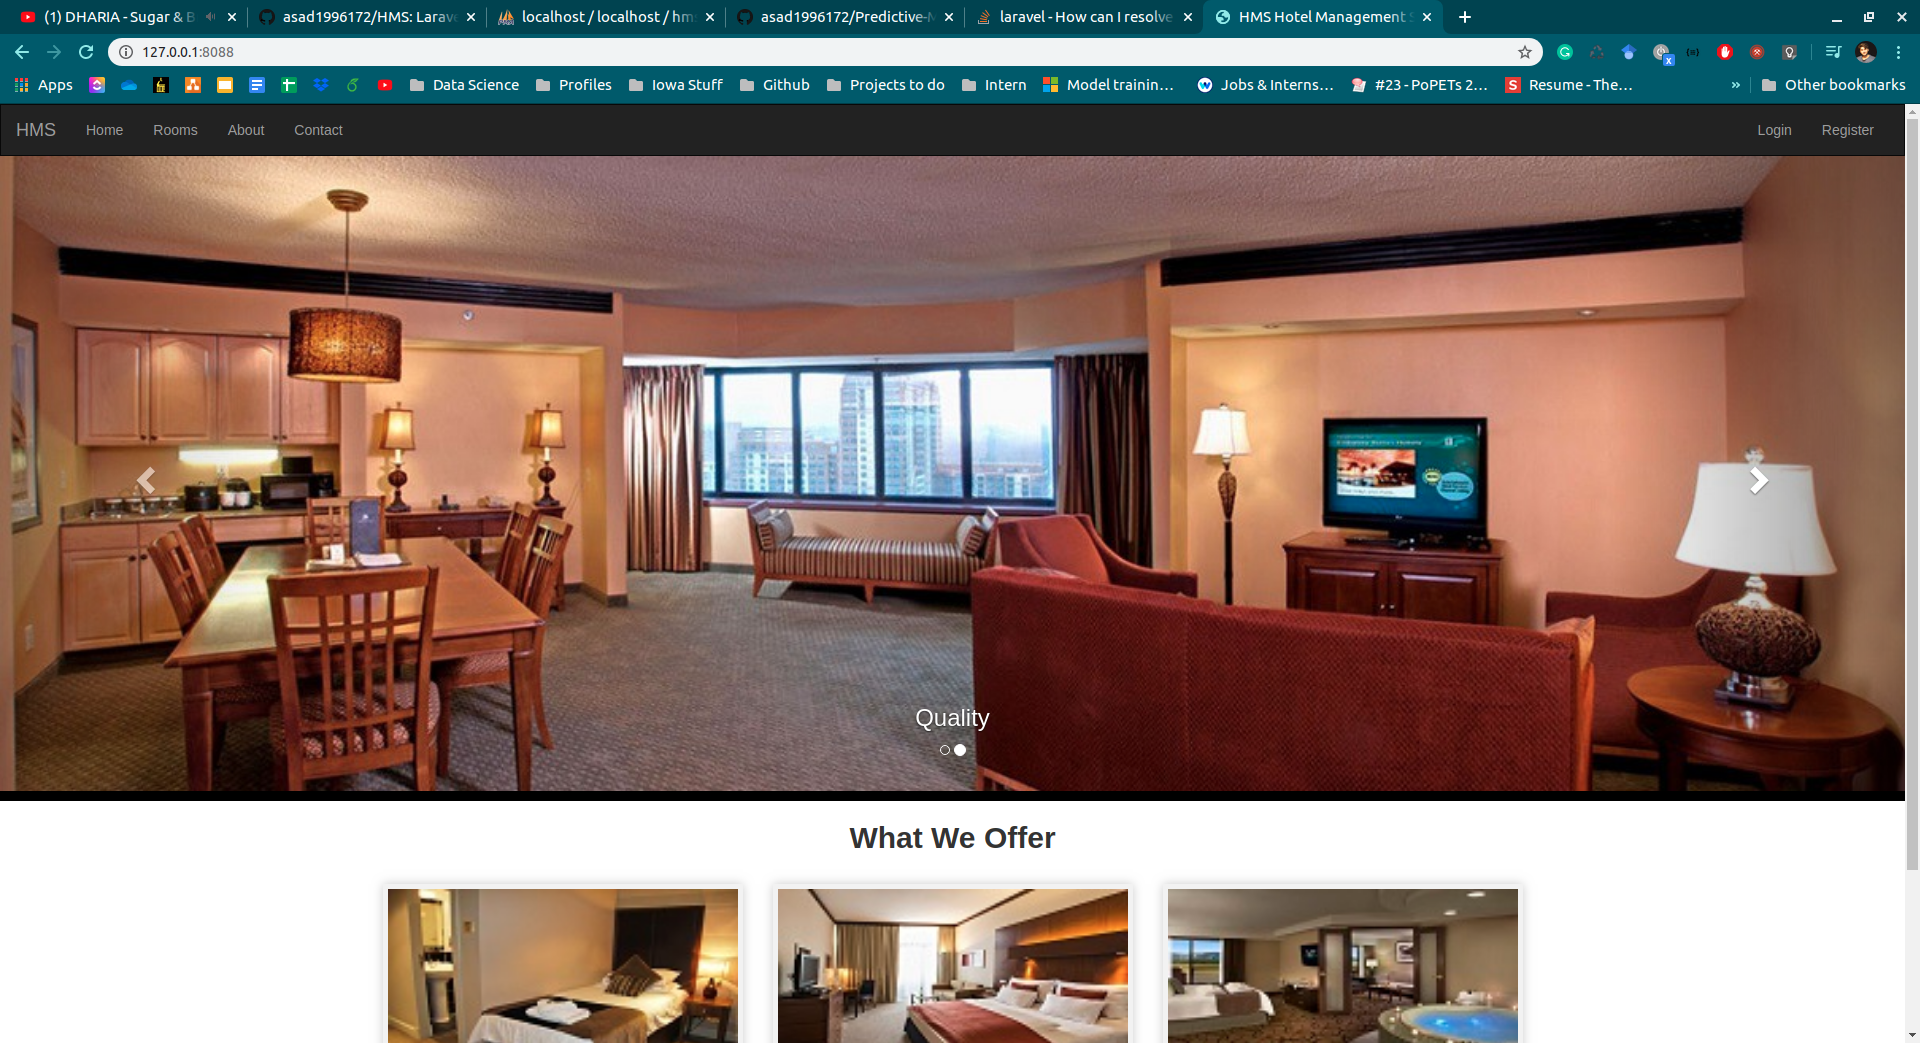 (1) DHARIA - Sugar & B
asad1996172/HMS: Larave
localhost / localhost / hms
asad1996172/Predictive-M
laravel - How can I resolve
HMS Hotel Management S
127.0.0.1:8088
Apps
Data Science
Profiles
Iowa Stuff
Github
Projects to do
Intern
Model trainin...
Jobs & Interns...
#23 - PoPETs 2...
Resume - The...
»
Other bookmarks
HMS
Home
Rooms
About
Contact
Login
Register
Quality
What We Offer